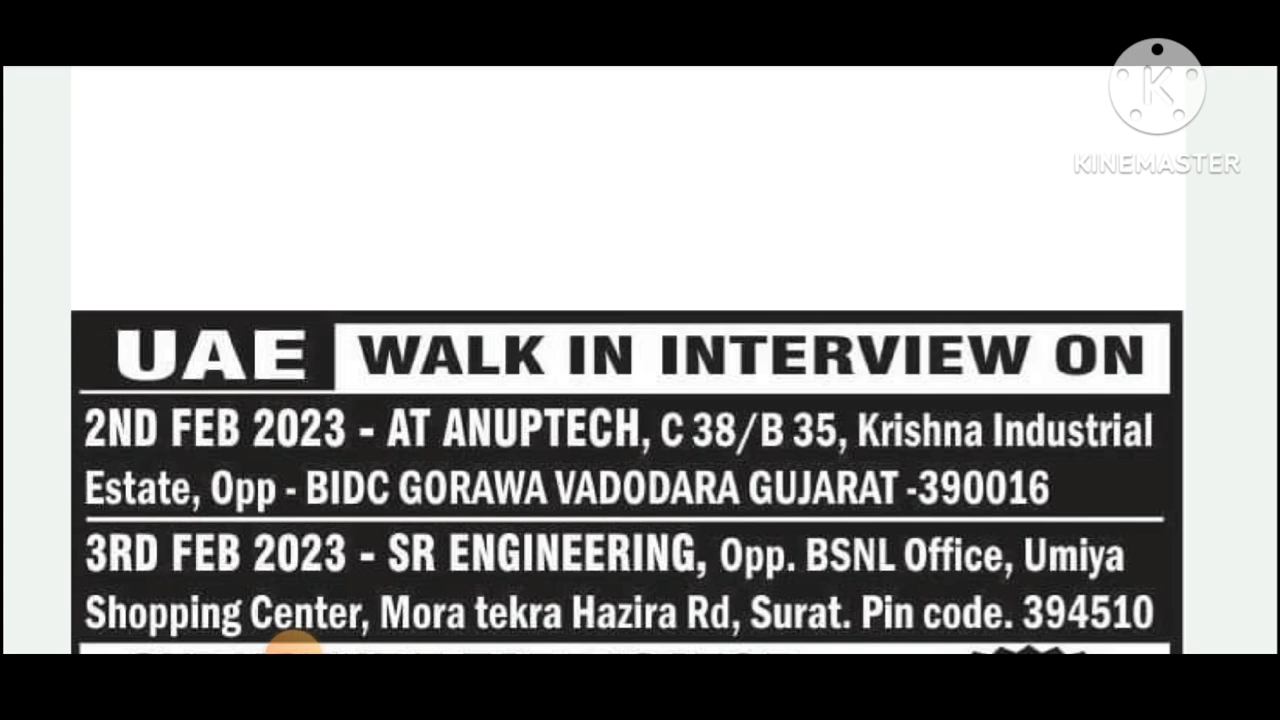 KINEMASTER
UAE WALK IN INTERVIEW ON
2ND FEB 2023 - AT ANUPTECH, C 38/B 35, Krishna Industrial
Estate, Opp - BIDC GORAWA VADODARA GUJARAT -390016
3RD FEB 2023 - SR ENGINEERING, Opp. BSNL Office, Umiya
Shopping Center, Mora tekra Hazira Rd, Surat. Pin code. 394510